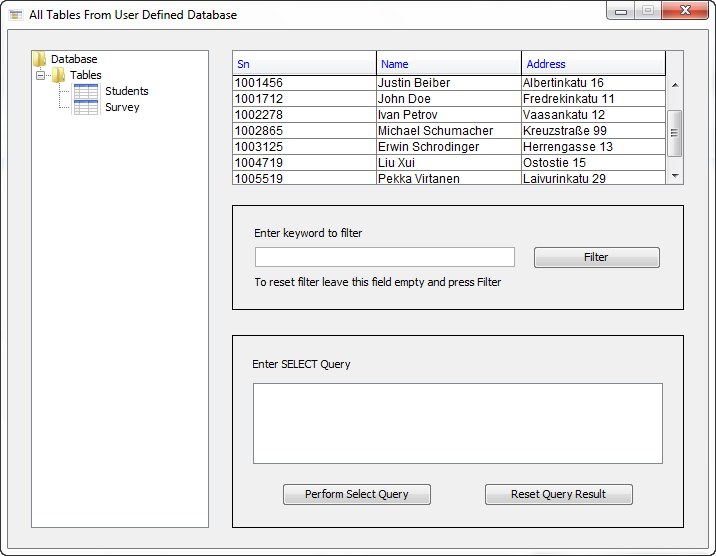 All Tables From User Defined Database
Database
Tables
Students
Survey
Sn Name Address
1001456 Justin Beiber Albertinkatu 16
1001712 John Doe Fredrekinkatu 11
1002278 Ivan Petrov Vaasankatu 12
1002865 Michael Schumacher Kreuzstraße 99
1003125 Erwin Schrodinger Herrengasse 13
1004719 Liu Xui Ostostie 15
1005519 Pekka Virtanen Laivurinkatu 29
Enter keyword to filter
Filter
To reset filter leave this field empty and press Filter
Enter SELECT Query
Perform Select Query
Reset Query Result